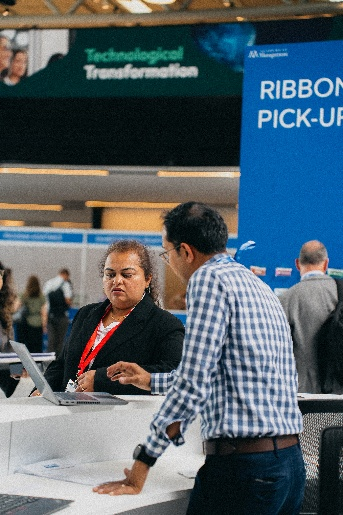 Technological
Transformation
RIBBON
PICK-UP